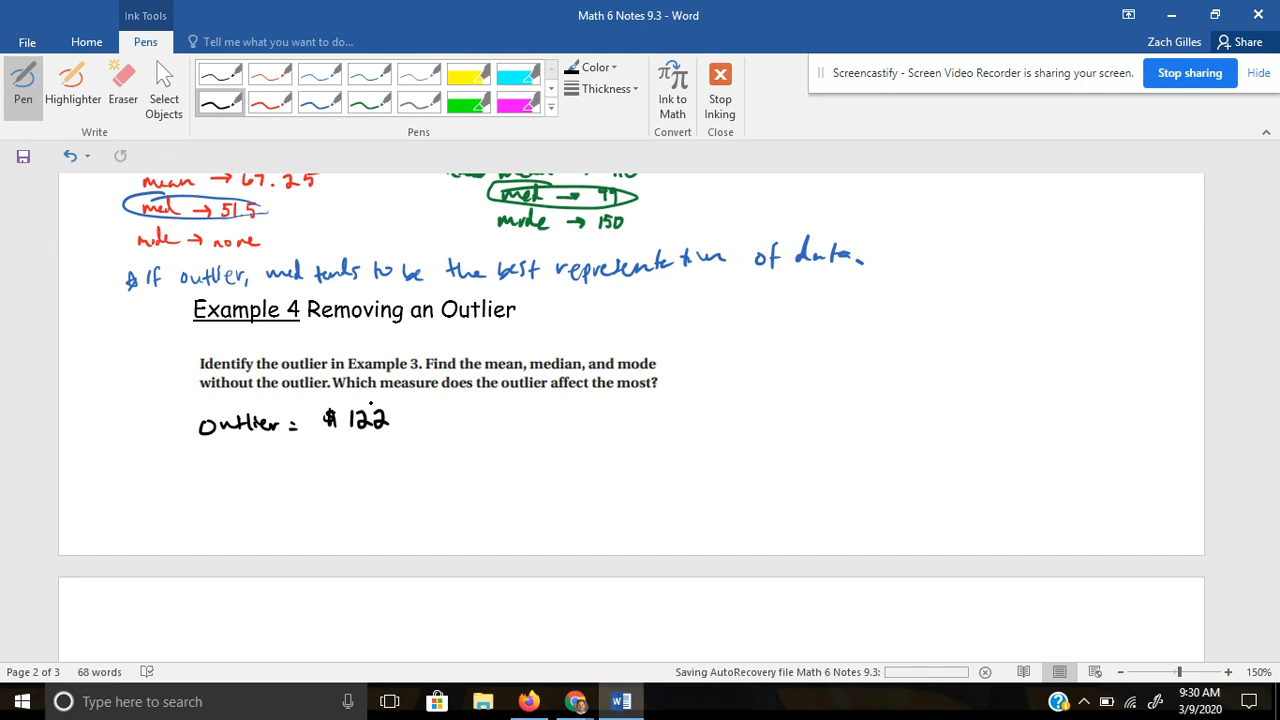 Ink Tools
Math 6 Notes 9.3 - Word
File
Home
Pens
Tell me what you want to do...
Zach Gilles
Share
Pen
Highlighter
Eraser
Select Objects
Write
Pens
Color
Thickness
Ink to Math
Convert
Stop Inking
Close
Screencastify - Screen Video Recorder is sharing your screen.
Stop sharing
Hide
mean → 67.25
med → 51.5
mode → none
med → 99
mode → 150
* If outlier, med tends to be the best representation of data.
Example 4 Removing an Outlier
Identify the outlier in Example 3. Find the mean, median, and mode
without the outlier. Which measure does the outlier affect the most?
Outlier = $ 122
Page 2 of 3
68 words
Saving AutoRecovery file Math 6 Notes 9.3:
150%
Type here to search
9:30 AM
3/9/2020